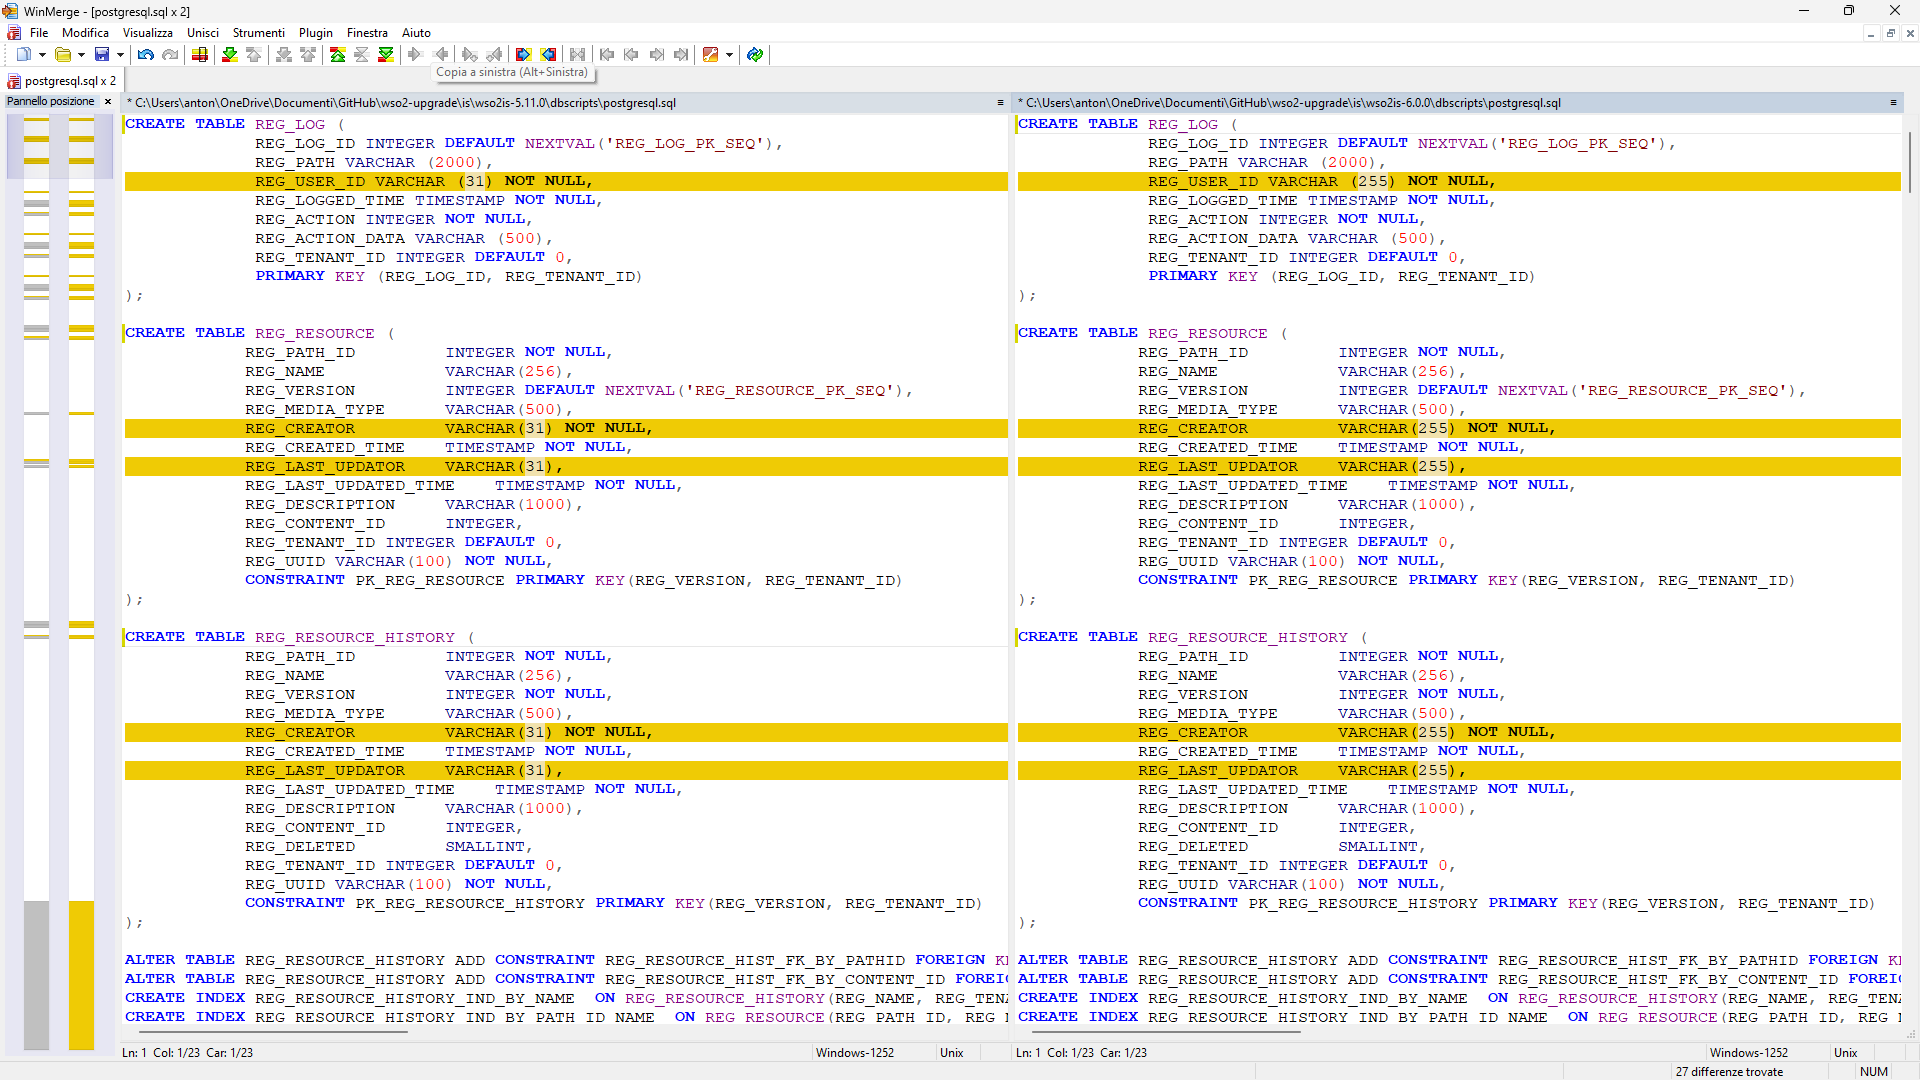 WinMerge - [postgresql.sql x 2]
File Modifica Visualizza Unisci Strumenti Plugin Finestra Aiuto
Copia a sinistra (Alt+Sinistra)
postgresql.sql x 2
Pannello posizione
* C:\Users\anton\OneDrive\Documenti\GitHub\wso2-upgrade\is\wso2is-5.11.0\dbscripts\postgresql.sql
CREATE TABLE REG_LOG (
REG_LOG_ID INTEGER DEFAULT NEXTVAL('REG_LOG_PK_SEQ'),
REG_PATH VARCHAR (2000),
REG_USER_ID VARCHAR (31) NOT NULL,
REG_LOGGED_TIME TIMESTAMP NOT NULL,
REG_ACTION INTEGER NOT NULL,
REG_ACTION_DATA VARCHAR (500),
REG_TENANT_ID INTEGER DEFAULT 0,
PRIMARY KEY (REG_LOG_ID, REG_TENANT_ID)
);
CREATE TABLE REG_RESOURCE (
REG_PATH_ID INTEGER NOT NULL,
REG_NAME VARCHAR(256),
REG_VERSION INTEGER DEFAULT NEXTVAL('REG_RESOURCE_PK_SEQ'),
REG_MEDIA_TYPE VARCHAR(500),
REG_CREATOR VARCHAR(31) NOT NULL,
REG_CREATED_TIME TIMESTAMP NOT NULL,
REG_LAST_UPDATOR VARCHAR(31),
REG_LAST_UPDATED_TIME TIMESTAMP NOT NULL,
REG_DESCRIPTION VARCHAR(1000),
REG_CONTENT_ID INTEGER,
REG_TENANT_ID INTEGER DEFAULT 0,
REG_UUID VARCHAR(100) NOT NULL,
CONSTRAINT PK_REG_RESOURCE PRIMARY KEY(REG_VERSION, REG_TENANT_ID)
);
CREATE TABLE REG_RESOURCE_HISTORY (
REG_PATH_ID INTEGER NOT NULL,
REG_NAME VARCHAR(256),
REG_VERSION INTEGER NOT NULL,
REG_MEDIA_TYPE VARCHAR(500),
REG_CREATOR VARCHAR(31) NOT NULL,
REG_CREATED_TIME TIMESTAMP NOT NULL,
REG_LAST_UPDATOR VARCHAR(31),
REG_LAST_UPDATED_TIME TIMESTAMP NOT NULL,
REG_DESCRIPTION VARCHAR(1000),
REG_CONTENT_ID INTEGER,
REG_DELETED SMALLINT,
REG_TENANT_ID INTEGER DEFAULT 0,
REG_UUID VARCHAR(100) NOT NULL,
CONSTRAINT PK_REG_RESOURCE_HISTORY PRIMARY KEY(REG_VERSION, REG_TENANT_ID)
);
ALTER TABLE REG_RESOURCE_HISTORY ADD CONSTRAINT REG_RESOURCE_HIST_FK_BY_PATHID FOREIGN
ALTER TABLE REG_RESOURCE_HISTORY ADD CONSTRAINT REG_RESOURCE_HIST_FK_BY_CONTENT_ID FOREIG
CREATE INDEX REG_RESOURCE_HISTORY_IND_BY_NAME ON REG_RESOURCE_HISTORY(REG_NAME, REG_TENA
CREATE INDEX REG_RESOURCE_HISTORY_IND_BY_PATH_ID_NAME ON REG_RESOURCE(REG_PATH_ID, REG_N
Ln: 1 Col: 1/23 Car: 1/23 Windows-1252 Unix
* C:\Users\anton\OneDrive\Documenti\GitHub\wso2-upgrade\is\wso2is-6.0.0\dbscripts\postgresql.sql
CREATE TABLE REG_LOG (
REG_LOG_ID INTEGER DEFAULT NEXTVAL('REG_LOG_PK_SEQ'),
REG_PATH VARCHAR (2000),
REG_USER_ID VARCHAR (255) NOT NULL,
REG_LOGGED_TIME TIMESTAMP NOT NULL,
REG_ACTION INTEGER NOT NULL,
REG_ACTION_DATA VARCHAR (500),
REG_TENANT_ID INTEGER DEFAULT 0,
PRIMARY KEY (REG_LOG_ID, REG_TENANT_ID)
);
CREATE TABLE REG_RESOURCE (
REG_PATH_ID INTEGER NOT NULL,
REG_NAME VARCHAR(256),
REG_VERSION INTEGER DEFAULT NEXTVAL('REG_RESOURCE_PK_SEQ'),
REG_MEDIA_TYPE VARCHAR(500),
REG_CREATOR VARCHAR(255) NOT NULL,
REG_CREATED_TIME TIMESTAMP NOT NULL,
REG_LAST_UPDATOR VARCHAR(255),
REG_LAST_UPDATED_TIME TIMESTAMP NOT NULL,
REG_DESCRIPTION VARCHAR(1000),
REG_CONTENT_ID INTEGER,
REG_TENANT_ID INTEGER DEFAULT 0,
REG_UUID VARCHAR(100) NOT NULL,
CONSTRAINT PK_REG_RESOURCE PRIMARY KEY(REG_VERSION, REG_TENANT_ID)
);
CREATE TABLE REG_RESOURCE_HISTORY (
REG_PATH_ID INTEGER NOT NULL,
REG_NAME VARCHAR(256),
REG_VERSION INTEGER NOT NULL,
REG_MEDIA_TYPE VARCHAR(500),
REG_CREATOR VARCHAR(255) NOT NULL,
REG_CREATED_TIME TIMESTAMP NOT NULL,
REG_LAST_UPDATOR VARCHAR(255),
REG_LAST_UPDATED_TIME TIMESTAMP NOT NULL,
REG_DESCRIPTION VARCHAR(1000),
REG_CONTENT_ID INTEGER,
REG_DELETED SMALLINT,
REG_TENANT_ID INTEGER DEFAULT 0,
REG_UUID VARCHAR(100) NOT NULL,
CONSTRAINT PK_REG_RESOURCE_HISTORY PRIMARY KEY(REG_VERSION, REG_TENANT_ID)
);
ALTER TABLE REG_RESOURCE_HISTORY ADD CONSTRAINT REG_RESOURCE_HIST_FK_BY_PATHID FOREIGN
ALTER TABLE REG_RESOURCE_HISTORY ADD CONSTRAINT REG_RESOURCE_HIST_FK_BY_CONTENT_ID FOREIG
CREATE INDEX REG_RESOURCE_HISTORY_IND_BY_NAME ON REG_RESOURCE_HISTORY(REG_NAME, REG_TENA
CREATE INDEX REG_RESOURCE_HISTORY_IND_BY_PATH_ID_NAME ON REG_RESOURCE(REG_PATH_ID, REG_N
Ln: 1 Col: 1/23 Car: 1/23 Windows-1252 Unix
27 differenze trovate NUM